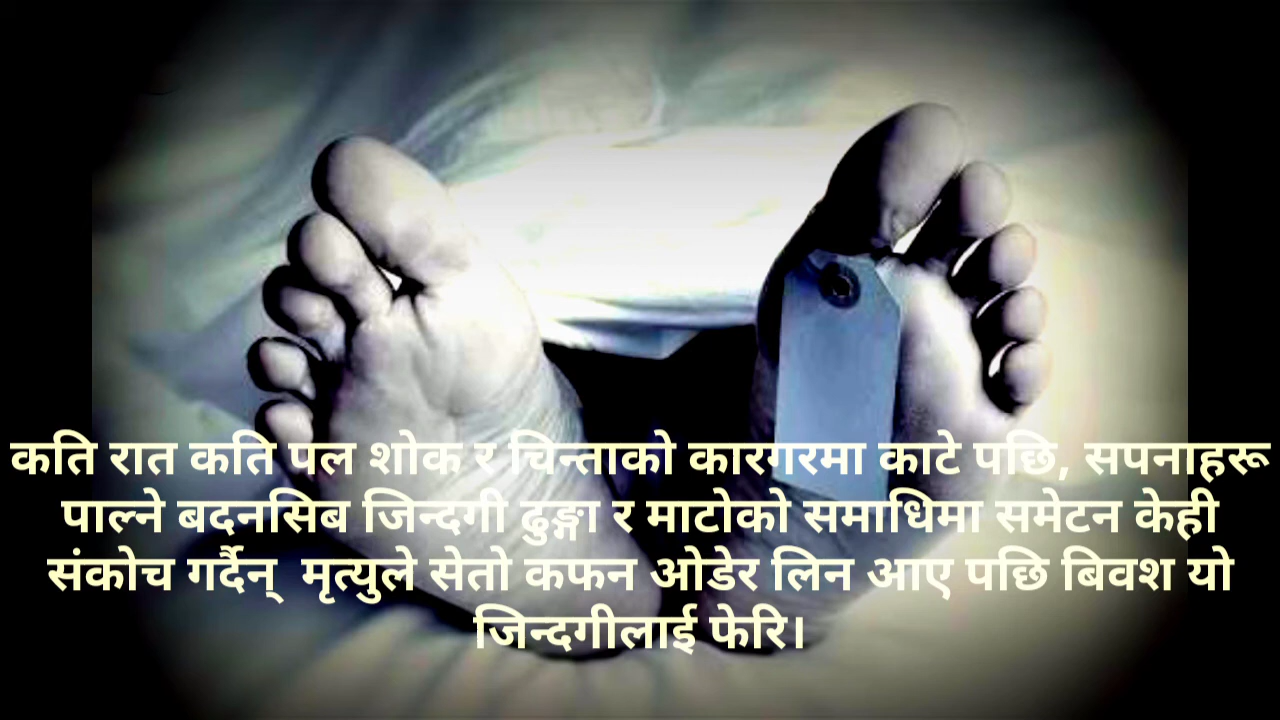 कति रात कति पल शोक र चिन्ताको कारगरमा काटे पछि, सपनाहरू
पाल्ने बदनसिब जिन्दगी ढुङ्गा र माटोको समाधिमा समेटन केही
संकोच गर्दैन् मृत्युले सेतो कफन ओडेर लिन आए पछि बिवश यो
जिन्दगीलाई फेरि।